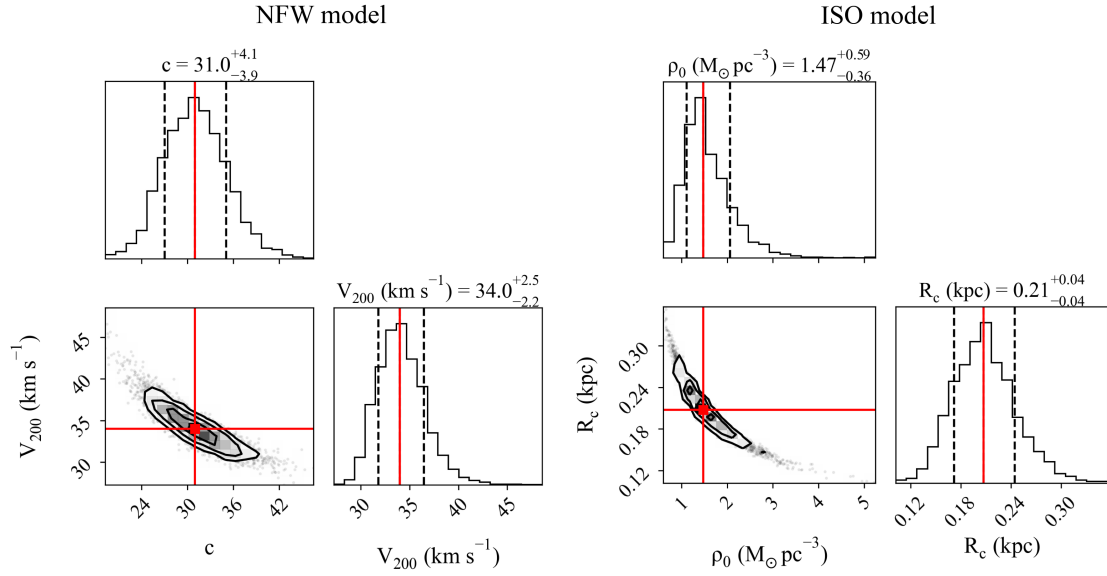 NFW model
ISO model
c = 31.0 +4.1 −3.9
ρ₀ (M⊙ pc⁻³) = 1.47 +0.59 −0.36
V₂₀₀ (km s⁻¹) = 34.0 +2.5 −2.2
R_c (kpc) = 0.21 +0.04 −0.04
V₂₀₀ (km s⁻¹)
45
40
35
30
24 30 36 42
c
30 35 40 45
V₂₀₀ (km s⁻¹)
R_c (kpc)
0.30
0.24
0.18
0.12
1 2 3 4 5
ρ₀ (M⊙ pc⁻³)
0.12 0.18 0.24 0.30
R_c (kpc)